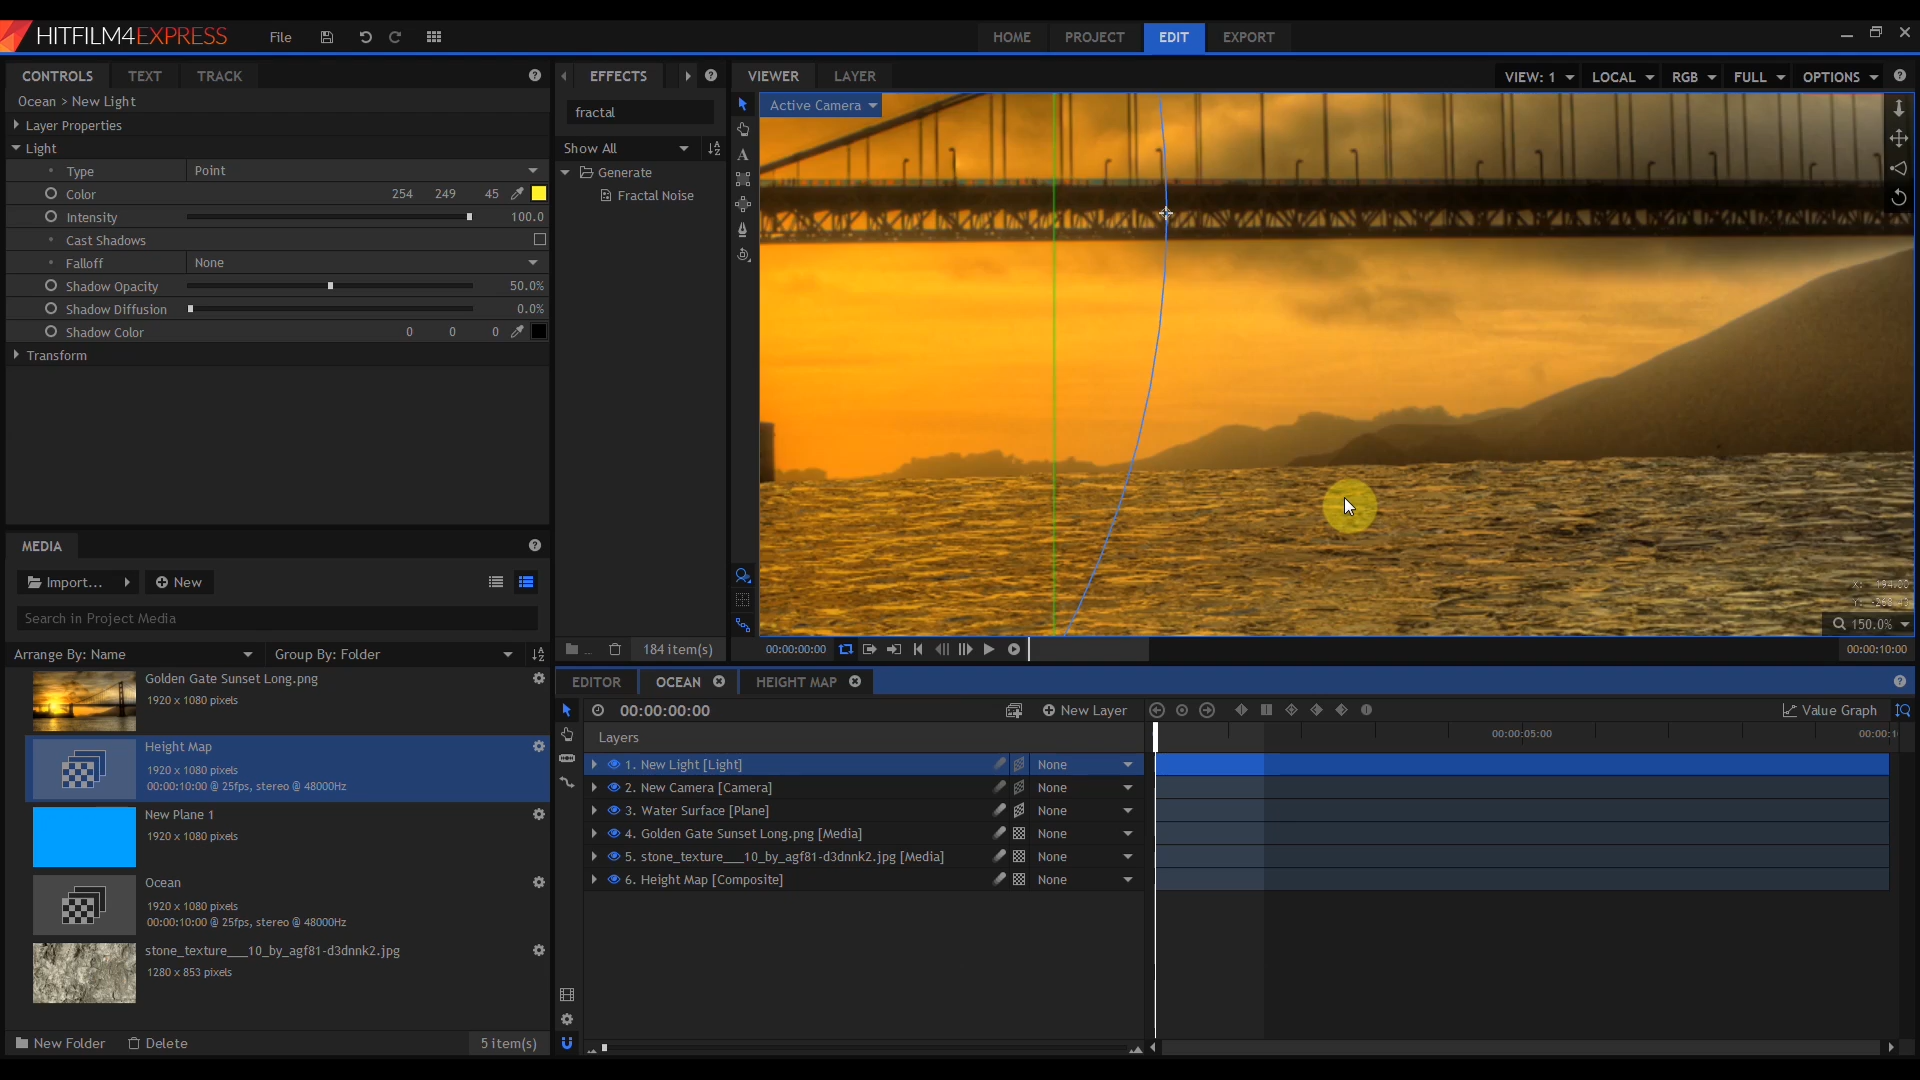 HITFILM4EXPRESS
File
HOME
PROJECT
EDIT
EXPORT
CONTROLS
TEXT
TRACK
Ocean > New Light
Layer Properties
Light
Type
Point
Color
254 249 45
Intensity
100.0
Cast Shadows
Falloff
None
Shadow Opacity
50.0%
Shadow Diffusion
0.0%
Shadow Color
0 0 0
Transform
EFFECTS
fractal
Show All
Generate
Fractal Noise
184 item(s)
VIEWER
LAYER
VIEW: 1
LOCAL
RGB
FULL
OPTIONS
Active Camera
150.0%
00:00:00:00
00:00:10:00
MEDIA
Import...
New
Search in Project Media
Arrange By: Name
Group By: Folder
Golden Gate Sunset Long.png
1920 x 1080 pixels
Height Map
1920 x 1080 pixels
00:00:10:00 @ 25fps, stereo @ 48000Hz
New Plane 1
1920 x 1080 pixels
Ocean
1920 x 1080 pixels
00:00:10:00 @ 25fps, stereo @ 48000Hz
stone_texture___10_by_agf81-d3dnnk2.jpg
1280 x 853 pixels
New Folder
Delete
5 item(s)
EDITOR
OCEAN
HEIGHT MAP
00:00:00:00
New Layer
Value Graph
Layers
00:00:05:00
00:00:1
1. New Light [Light]
None
2. New Camera [Camera]
None
3. Water Surface [Plane]
None
4. Golden Gate Sunset Long.png [Media]
None
5. stone_texture___10_by_agf81-d3dnnk2.jpg [Media]
None
6. Height Map [Composite]
None